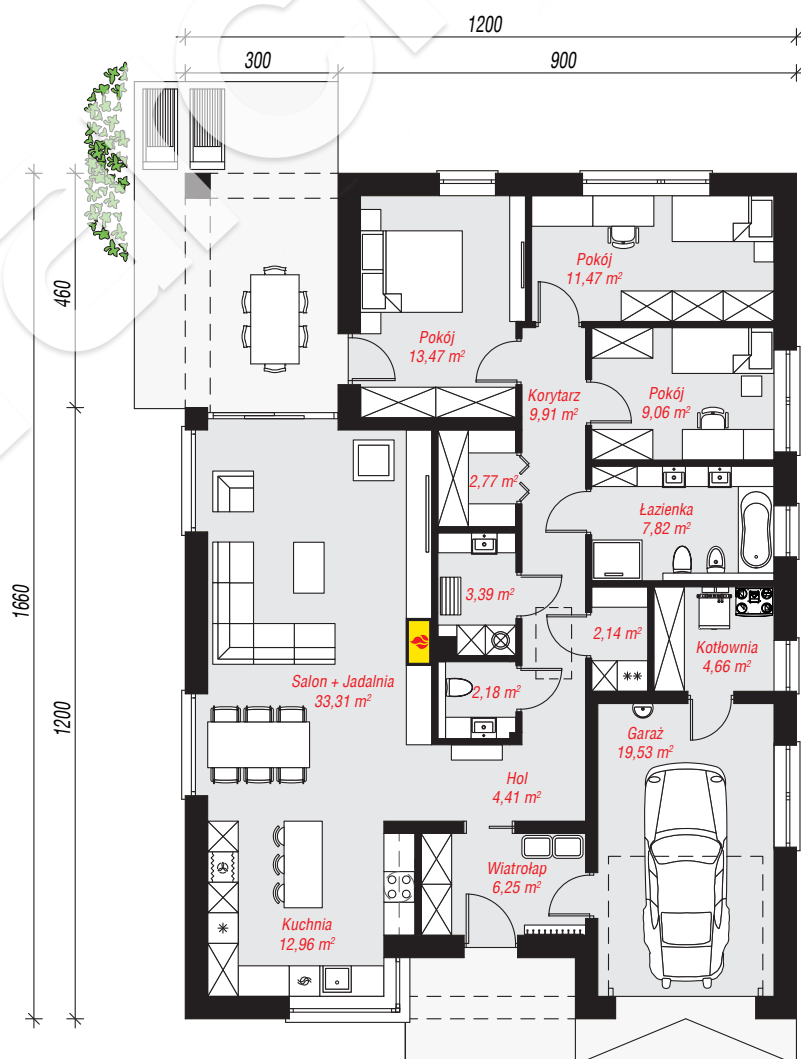 1200
300
900
460
1660
1200
Pokój
11,47 m²
Pokój
13,47 m²
Korytarz
9,91 m²
Pokój
9,06 m²
2,77 m²
Łazienka
7,82 m²
3,39 m²
2,14 m²
Kotłownia
4,66 m²
Salon + Jadalnia
33,31 m²
2,18 m²
Garaż
19,53 m²
Hol
4,41 m²
Wiatrołap
6,25 m²
Kuchnia
12,96 m²